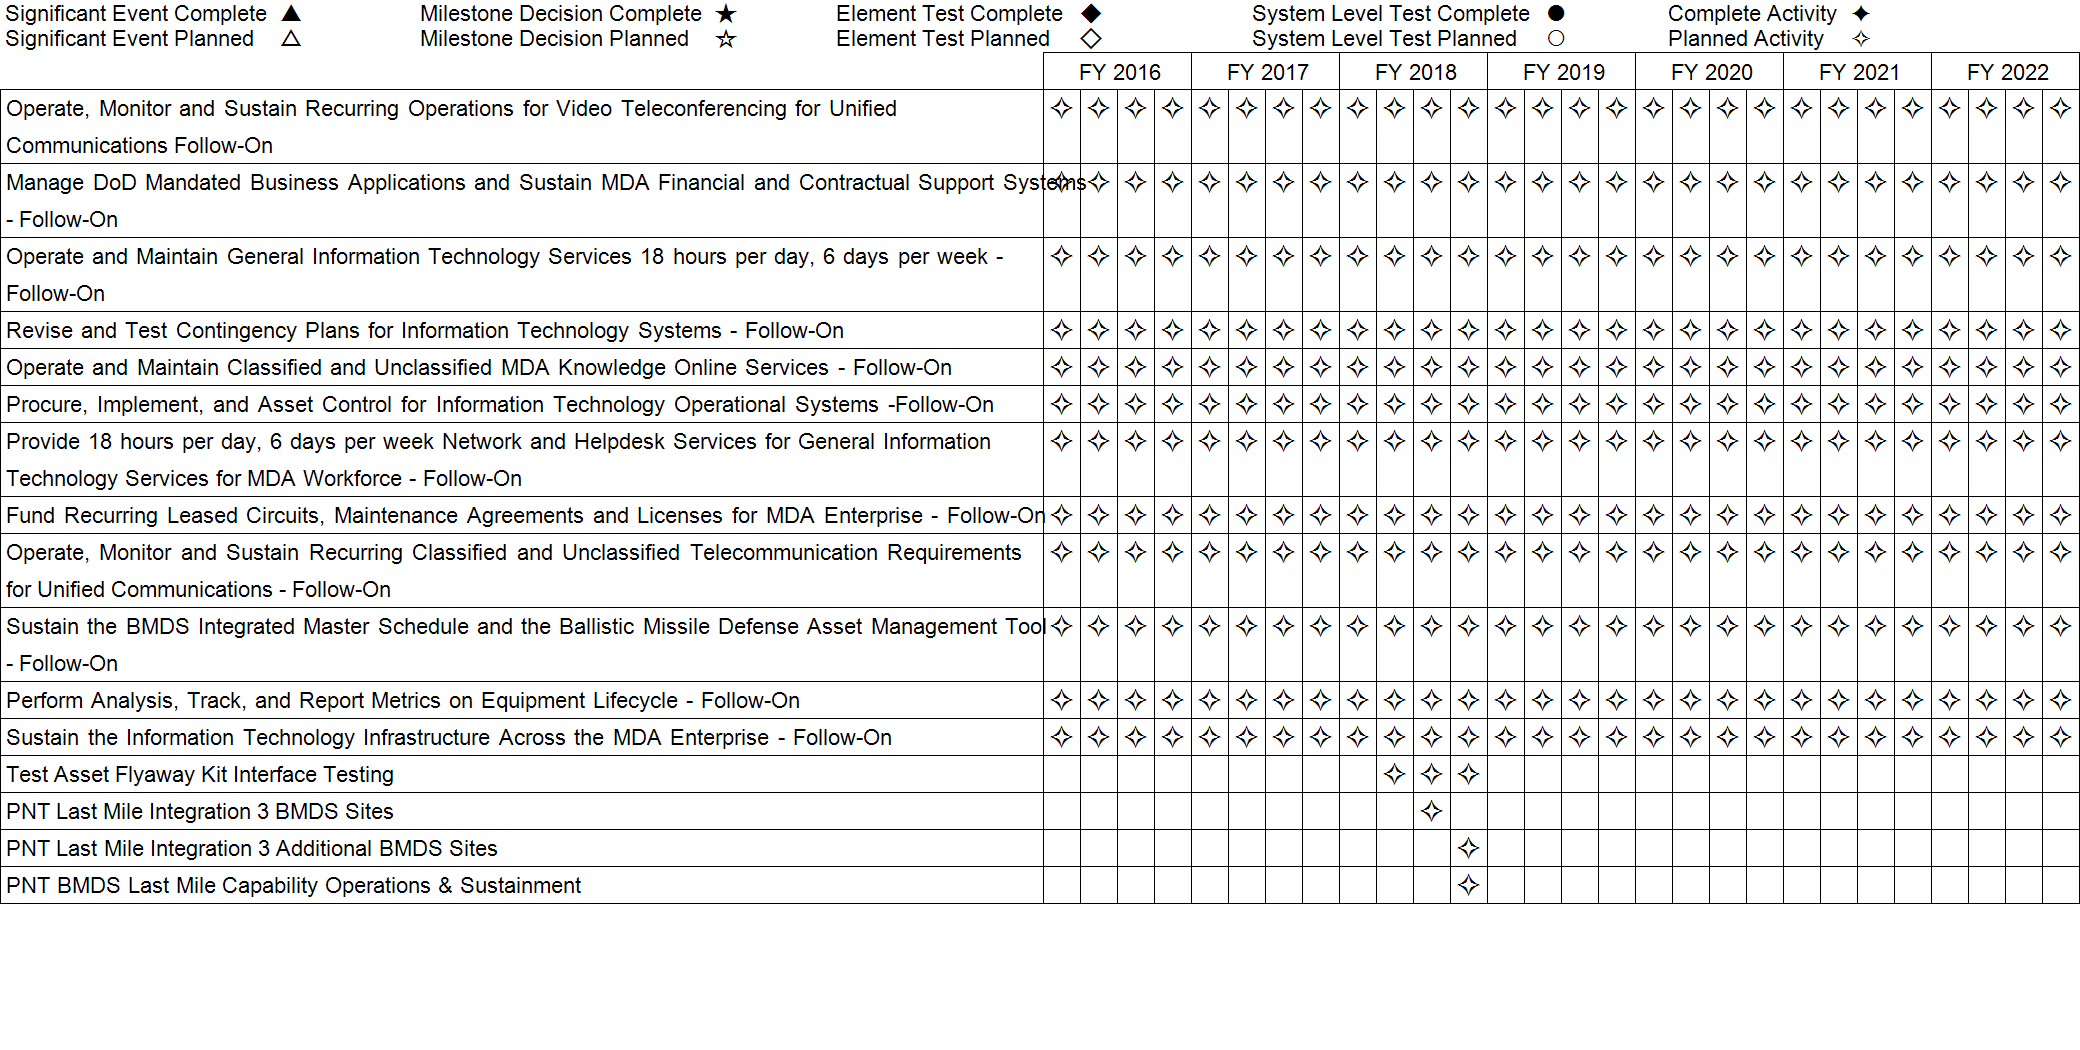 Significant Event Complete ▲ Milestone Decision Complete ★ Element Test Complete ◆ System Level Test Complete ● Complete Activity ✦
Significant Event Planned △ Milestone Decision Planned ☆ Element Test Planned ◇ System Level Test Planned ○ Planned Activity ✧
FY 2016 FY 2017 FY 2018 FY 2019 FY 2020 FY 2021 FY 2022
Operate, Monitor and Sustain Recurring Operations for Video Teleconferencing for Unified
Communications Follow-On
Manage DoD Mandated Business Applications and Sustain MDA Financial and Contractual Support Systems
- Follow-On
Operate and Maintain General Information Technology Services 18 hours per day, 6 days per week -
Follow-On
Revise and Test Contingency Plans for Information Technology Systems - Follow-On
Operate and Maintain Classified and Unclassified MDA Knowledge Online Services - Follow-On
Procure, Implement, and Asset Control for Information Technology Operational Systems -Follow-On
Provide 18 hours per day, 6 days per week Network and Helpdesk Services for General Information
Technology Services for MDA Workforce - Follow-On
Fund Recurring Leased Circuits, Maintenance Agreements and Licenses for MDA Enterprise - Follow-On
Operate, Monitor and Sustain Recurring Classified and Unclassified Telecommunication Requirements
for Unified Communications - Follow-On
Sustain the BMDS Integrated Master Schedule and the Ballistic Missile Defense Asset Management Tool
- Follow-On
Perform Analysis, Track, and Report Metrics on Equipment Lifecycle - Follow-On
Sustain the Information Technology Infrastructure Across the MDA Enterprise - Follow-On
Test Asset Flyaway Kit Interface Testing
PNT Last Mile Integration 3 BMDS Sites
PNT Last Mile Integration 3 Additional BMDS Sites
PNT BMDS Last Mile Capability Operations & Sustainment